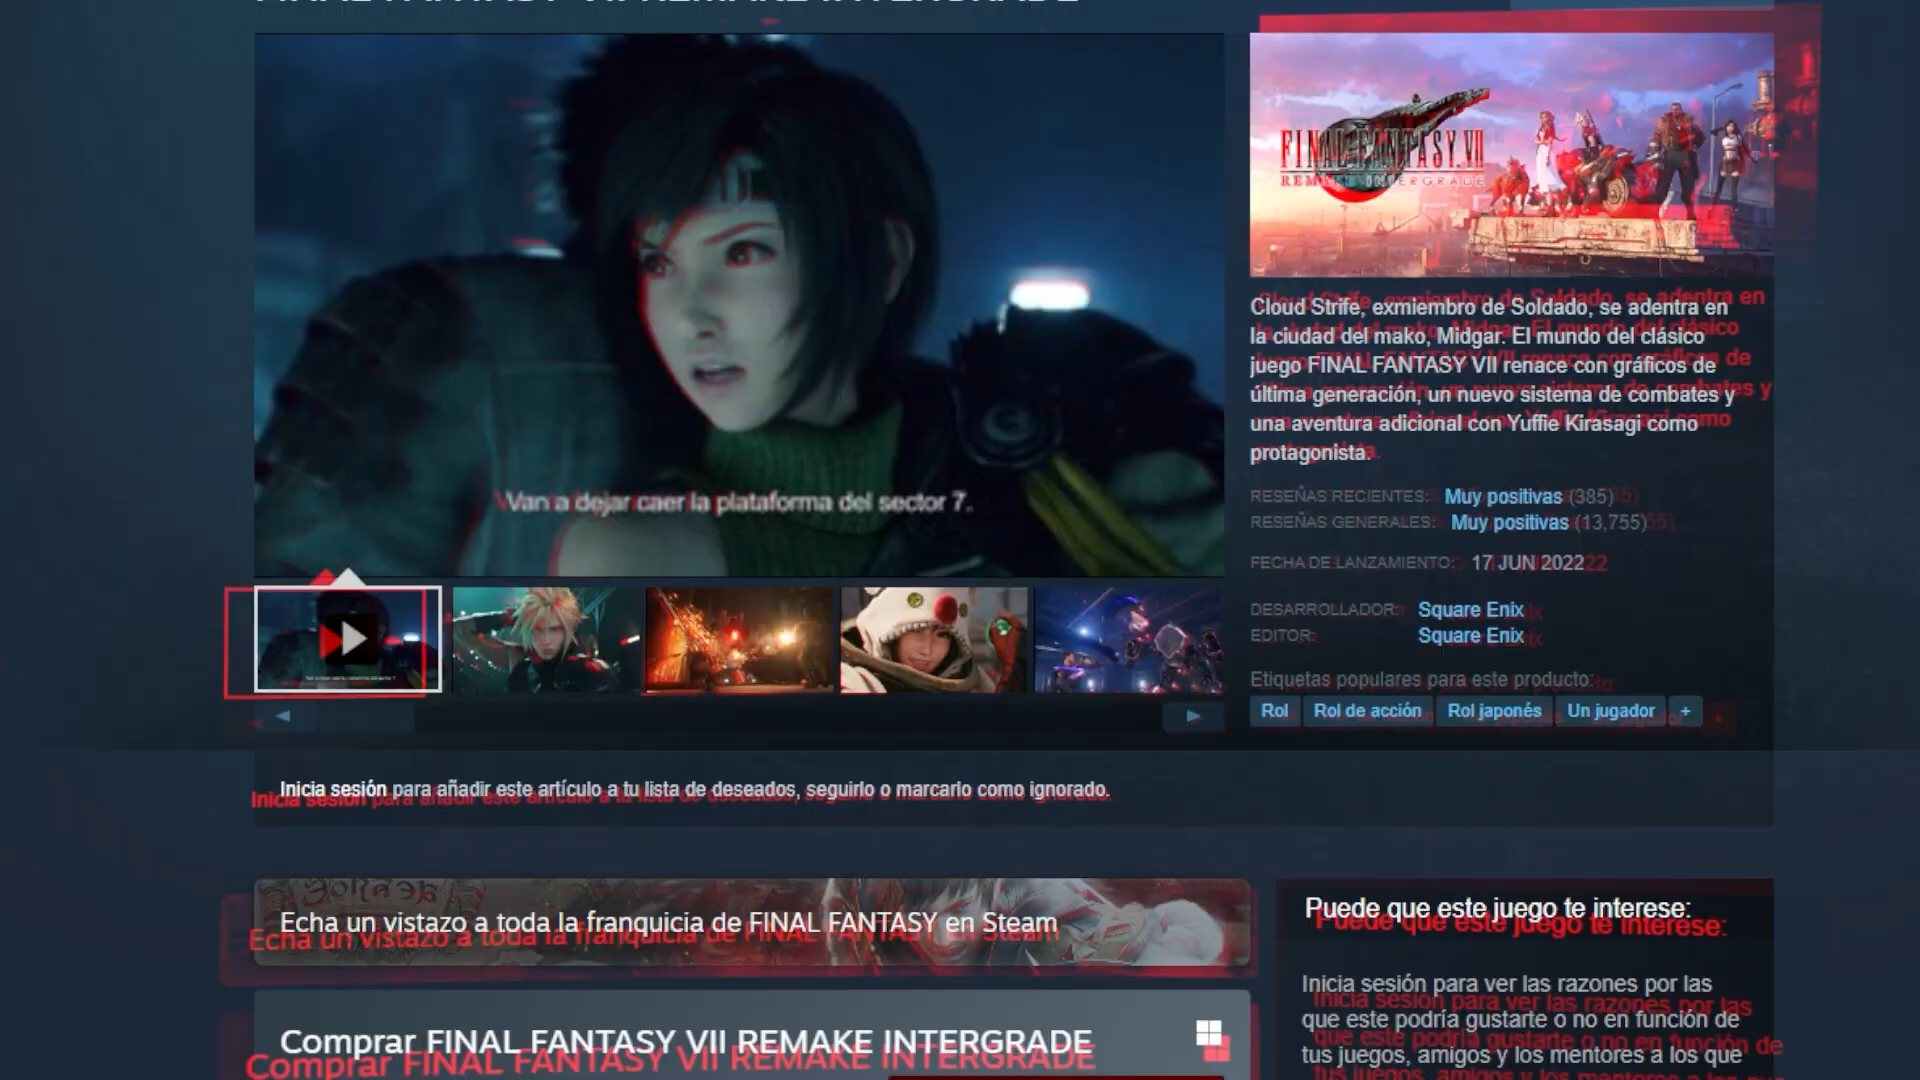 FINAL FANTASY VII REMAKE INTERGRADE
FINAL FANTASY VII
REMAKE INTERGRADE
Cloud Strife, exmiembro de Soldado, se adentra en
la ciudad del mako, Midgar. El mundo del clásico
juego FINAL FANTASY VII renace con gráficos de
última generación, un nuevo sistema de combates y
una aventura adicional con Yuffie Kirasagi como
protagonista.
Van a dejar caer la plataforma del sector 7.
RESEÑAS RECIENTES: Muy positivas (385)
RESEÑAS GENERALES: Muy positivas (13,755)
FECHA DE LANZAMIENTO: 17 JUN 2022
DESARROLLADOR: Square Enix
EDITOR: Square Enix
Etiquetas populares para este producto:
Rol Rol de acción Rol japonés Un jugador +
Inicia sesión para añadir este artículo a tu lista de deseados, seguirlo o marcarlo como ignorado.
Echa un vistazo a toda la franquicia de FINAL FANTASY en Steam
Comprar FINAL FANTASY VII REMAKE INTERGRADE
Puede que este juego te interese:
Inicia sesión para ver las razones por las
que este podría gustarte o no en función de
tus juegos, amigos y los mentores a los que